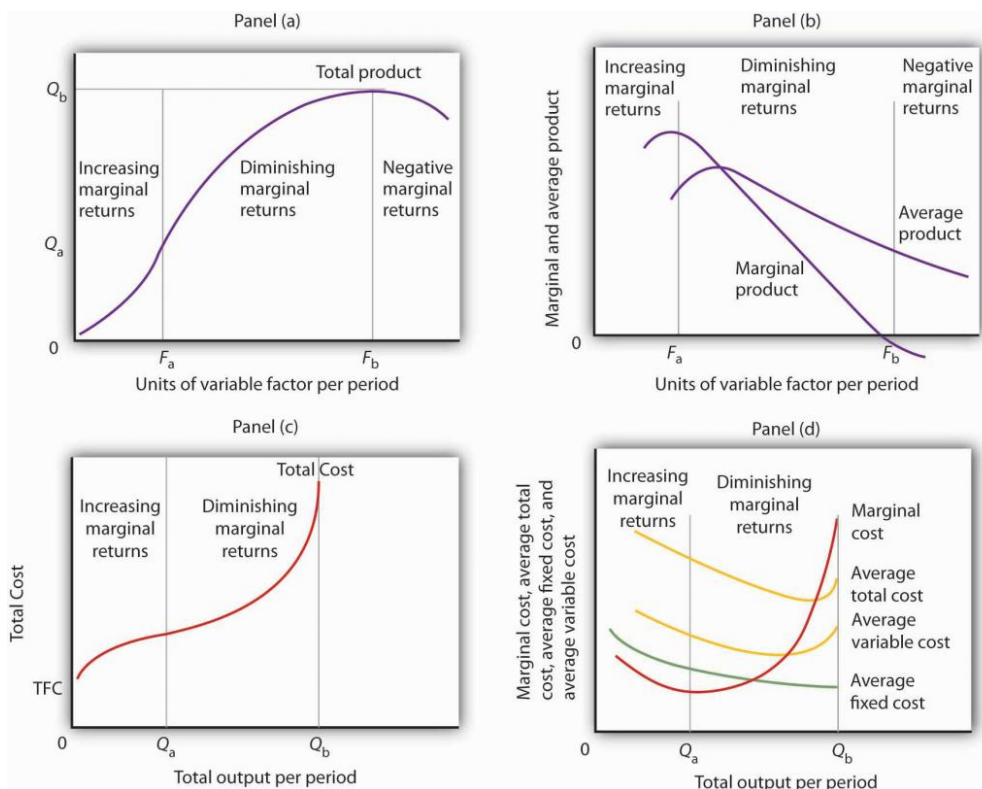 Panel (a)
Q_b
Total product
Increasing
marginal
returns
Diminishing
marginal
returns
Negative
marginal
returns
Q_a
0
F_a
F_b
Units of variable factor per period
Panel (b)
Marginal and average product
Increasing
marginal
returns
Diminishing
marginal
returns
Negative
marginal
returns
Average
product
Marginal
product
0
F_a
F_b
Units of variable factor per period
Panel (c)
Total Cost
Total Cost
Increasing
marginal
returns
Diminishing
marginal
returns
TFC
0
Q_a
Q_b
Total output per period
Panel (d)
Marginal cost, average total
cost, average fixed cost, and
average variable cost
Increasing
marginal
returns
Diminishing
marginal
returns
Marginal
cost
Average
total cost
Average
variable cost
Average
fixed cost
0
Q_a
Q_b
Total output per period